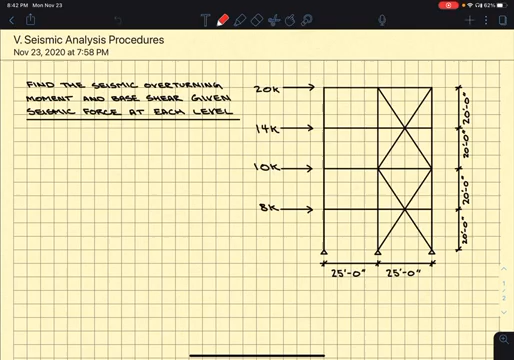 8:42 PM Mon Nov 23
62%
V. Seismic Analysis Procedures
Nov 23, 2020 at 7:58 PM
FIND THE SEISMIC OVERTURNING
MOMENT AND BASE SHEAR GIVEN
SEISMIC FORCE AT EACH LEVEL
20K
14K
10K
8K
20'-0"
20'-0"
20'-0"
20'-0"
25'-0"
25'-0"
1
2